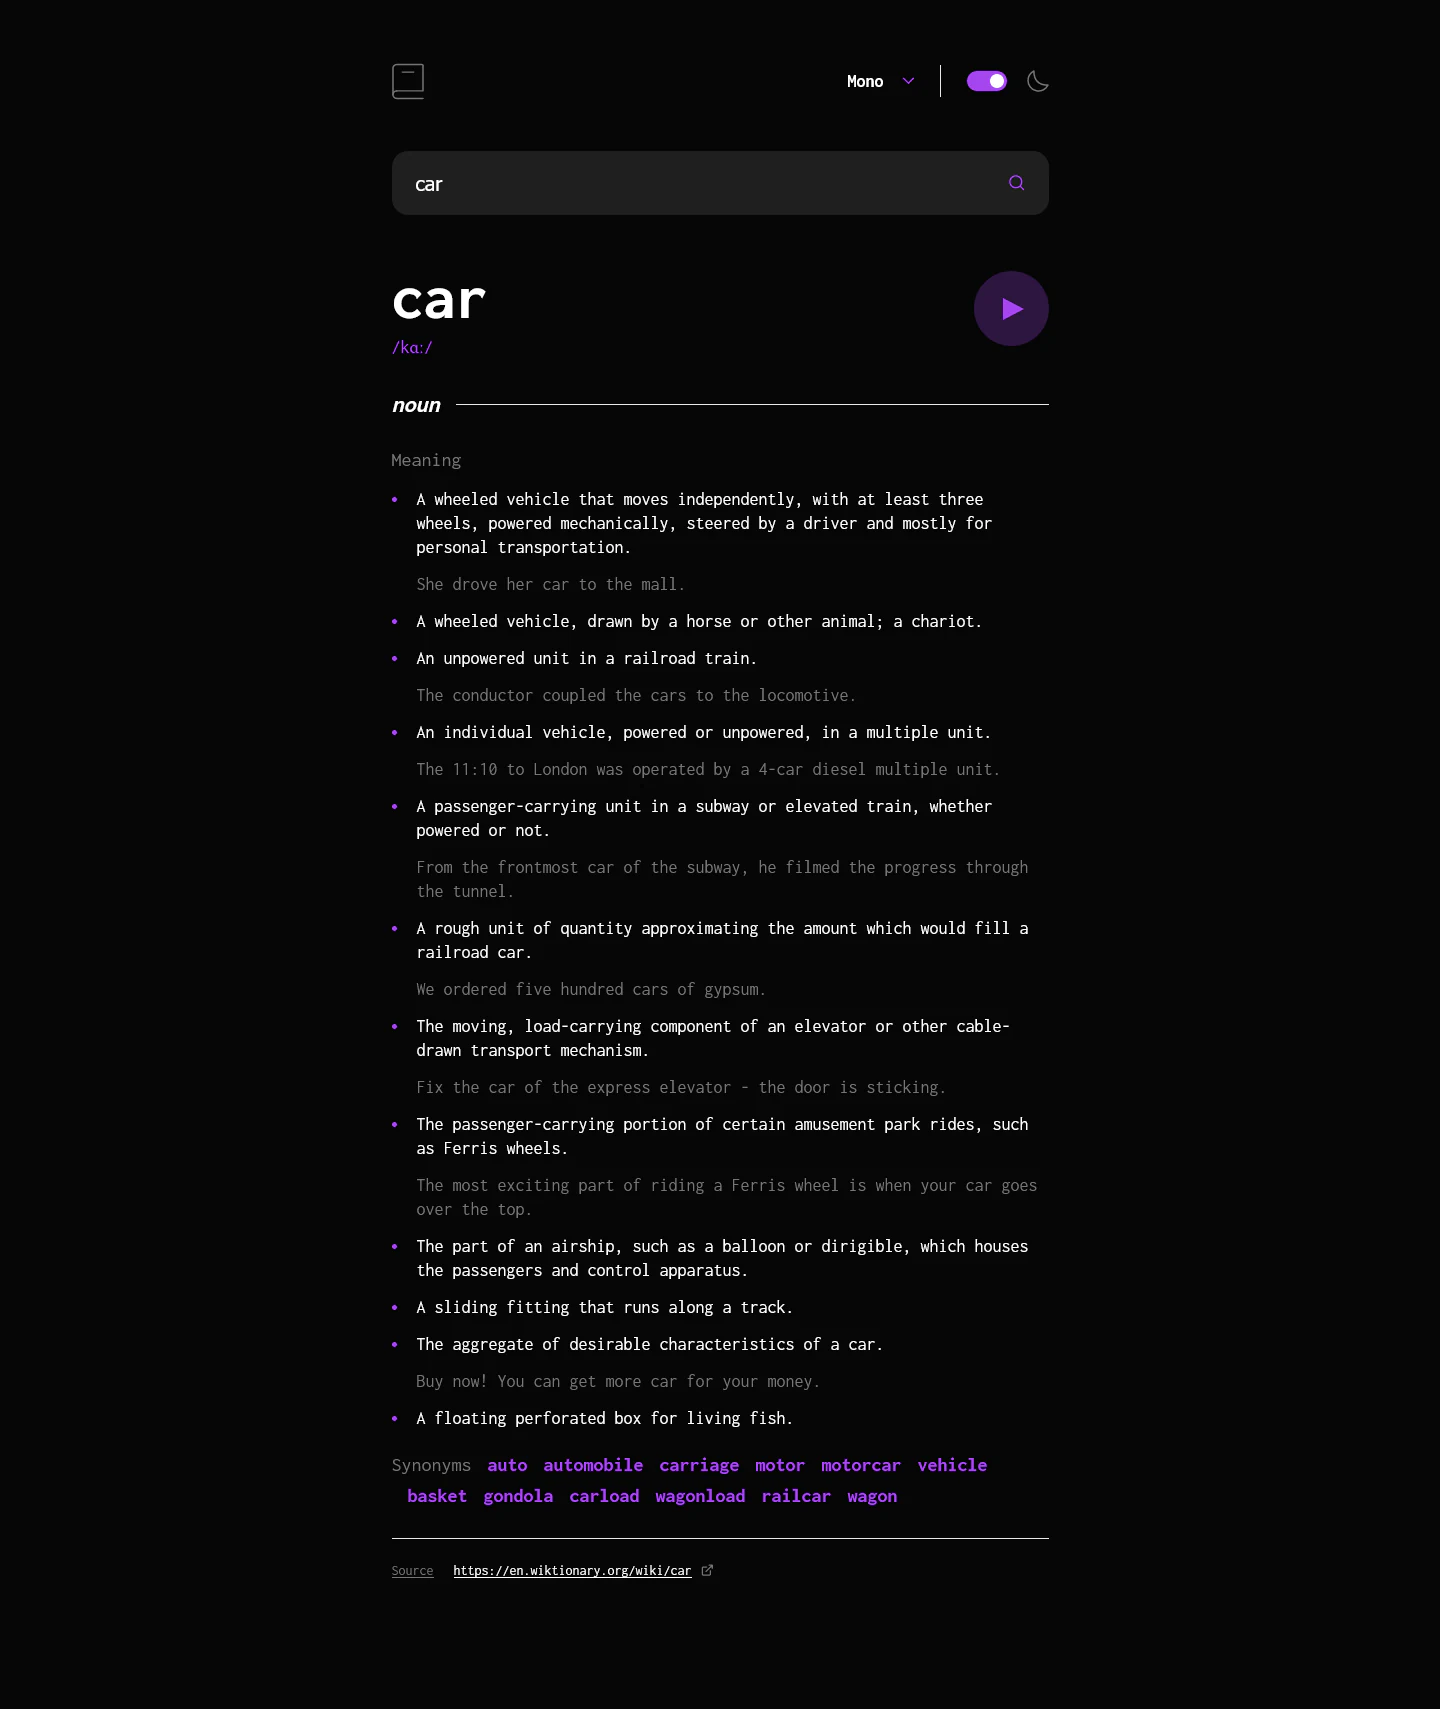 Mono
car
car
/kɑː/
noun
Meaning
A wheeled vehicle that moves independently, with at least three
wheels, powered mechanically, steered by a driver and mostly for
personal transportation.
She drove her car to the mall.
A wheeled vehicle, drawn by a horse or other animal; a chariot.
An unpowered unit in a railroad train.
The conductor coupled the cars to the locomotive.
An individual vehicle, powered or unpowered, in a multiple unit.
The 11:10 to London was operated by a 4-car diesel multiple unit.
A passenger-carrying unit in a subway or elevated train, whether
powered or not.
From the frontmost car of the subway, he filmed the progress through
the tunnel.
A rough unit of quantity approximating the amount which would fill a
railroad car.
We ordered five hundred cars of gypsum.
The moving, load-carrying component of an elevator or other cable-
drawn transport mechanism.
Fix the car of the express elevator - the door is sticking.
The passenger-carrying portion of certain amusement park rides, such
as Ferris wheels.
The most exciting part of riding a Ferris wheel is when your car goes
over the top.
The part of an airship, such as a balloon or dirigible, which houses
the passengers and control apparatus.
A sliding fitting that runs along a track.
The aggregate of desirable characteristics of a car.
Buy now! You can get more car for your money.
A floating perforated box for living fish.
Synonyms auto automobile carriage motor motorcar vehicle
basket gondola carload wagonload railcar wagon
Source https://en.wiktionary.org/wiki/car